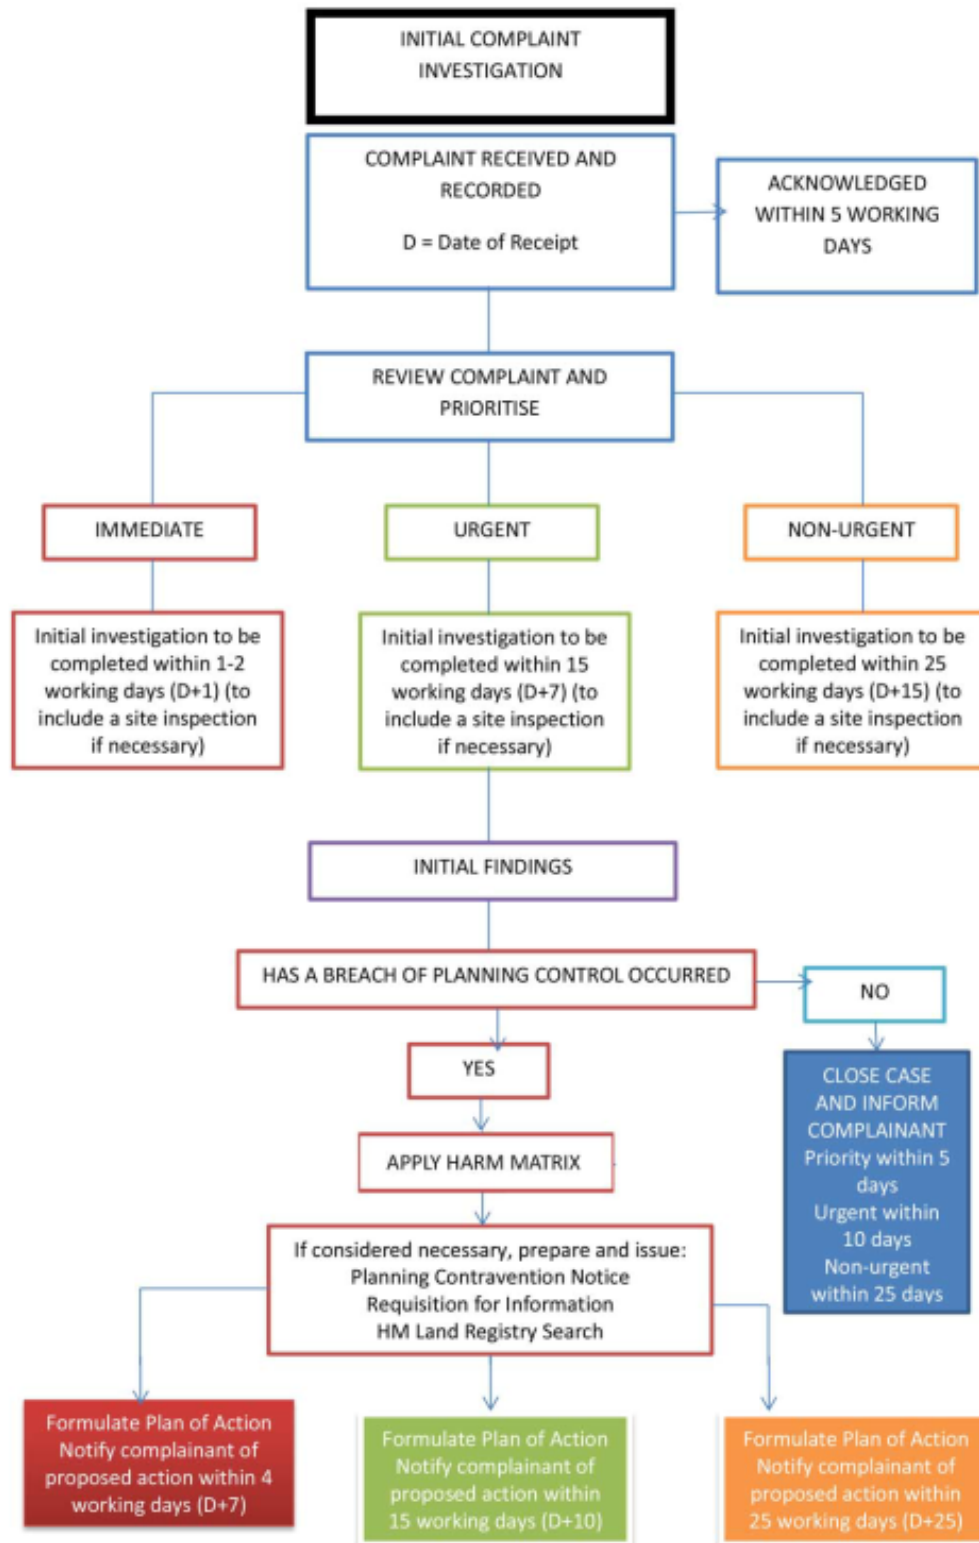 INITIAL COMPLAINT
INVESTIGATION
COMPLAINT RECEIVED AND
RECORDED
D = Date of Receipt
ACKNOWLEDGED
WITHIN 5 WORKING
DAYS
REVIEW COMPLAINT AND
PRIORITISE
IMMEDIATE
URGENT
NON-URGENT
Initial investigation to be
completed within 1-2
working days (D+1) (to
include a site inspection
if necessary)
Initial investigation to be
completed within 15
working days (D+7) (to
include a site inspection
if necessary)
Initial investigation to be
completed within 25
working days (D+15) (to
include a site inspection
if necessary)
INITIAL FINDINGS
HAS A BREACH OF PLANNING CONTROL OCCURRED
NO
YES
CLOSE CASE
AND INFORM
COMPLAINANT
Priority within 5
days
Urgent within
10 days
Non-urgent
within 25 days
APPLY HARM MATRIX
If considered necessary, prepare and issue:
Planning Contravention Notice
Requisition for Information
HM Land Registry Search
Formulate Plan of Action
Notify complainant of
proposed action within 4
working days (D+7)
Formulate Plan of Action
Notify complainant of
proposed action within
15 working days (D+10)
Formulate Plan of Action
Notify complainant of
proposed action within
25 working days (D+25)